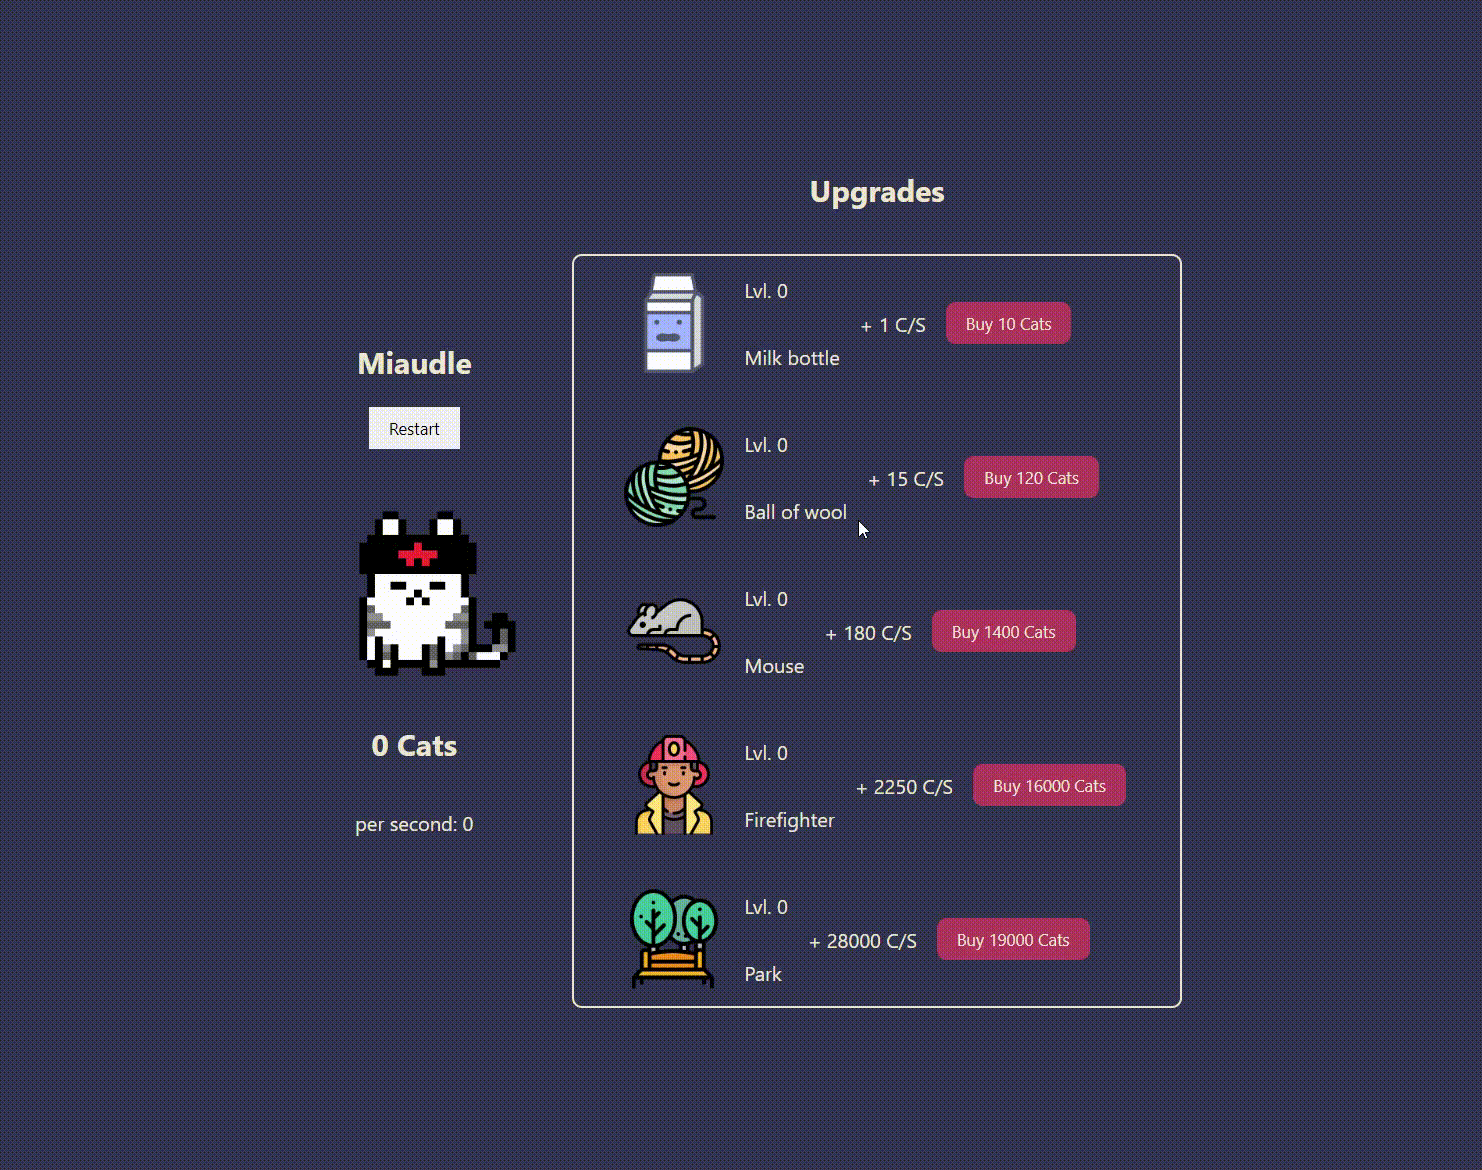 Upgrades
Miaudle
Restart
0 Cats
per second: 0
Lvl. 0
+ 1 C/S
Buy 10 Cats
Milk bottle
Lvl. 0
+ 15 C/S
Buy 120 Cats
Ball of wool
Lvl. 0
+ 180 C/S
Buy 1400 Cats
Mouse
Lvl. 0
+ 2250 C/S
Buy 16000 Cats
Firefighter
Lvl. 0
+ 28000 C/S
Buy 19000 Cats
Park